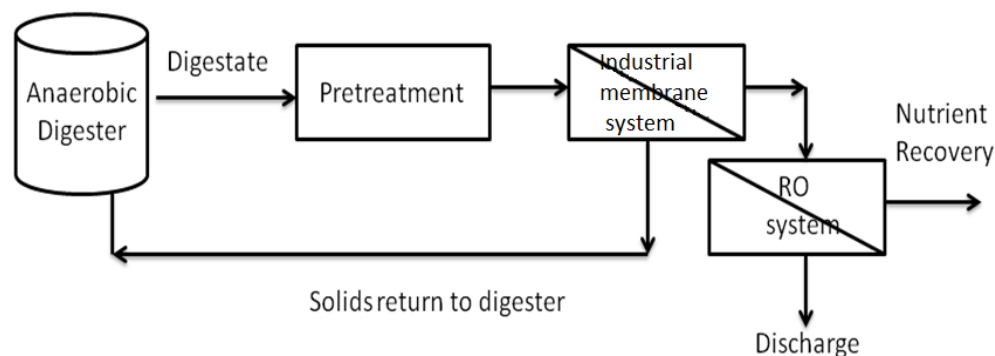 Anaerobic
Digester
Digestate
Pretreatment
Industrial
membrane
system
RO
system
Nutrient
Recovery
Solids return to digester
Discharge